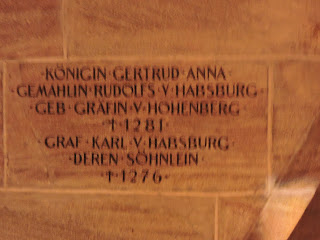 ·KÖNIGIN·GERTRUD·ANNA·
·GEMAHLIN·RUDOLFS·V·HABSBURG·
·GEB·GRÄFIN·V·HOHENBERG·
·†1281·
·GRAF·KARL·V·HABSBURG·
·DEREN·SÖHNLEIN·
·†1276·